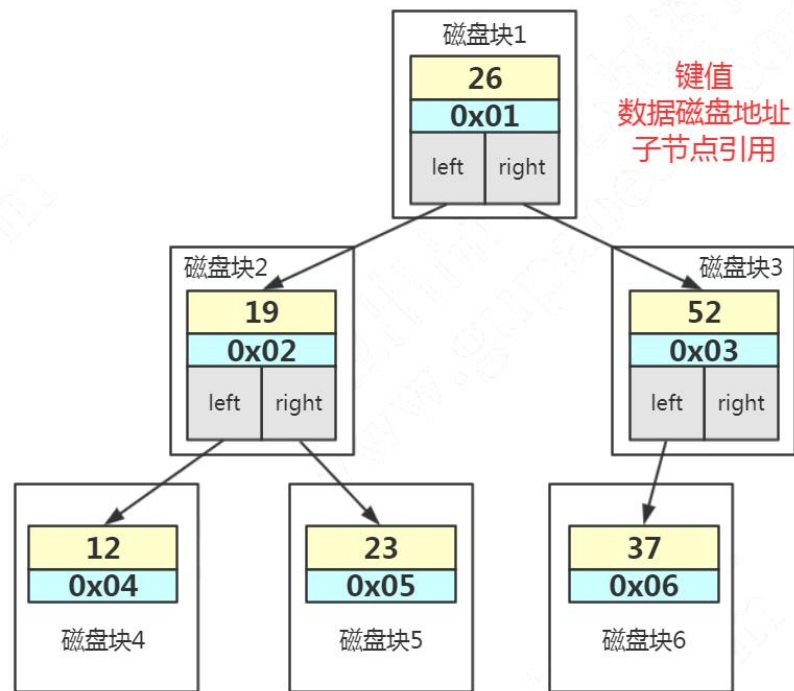 磁盘块1
26
0x01
left right
键值
数据磁盘地址
子节点引用
磁盘块2
19
0x02
left right
磁盘块3
52
0x03
left right
12
0x04
磁盘块4
23
0x05
磁盘块5
37
0x06
磁盘块6